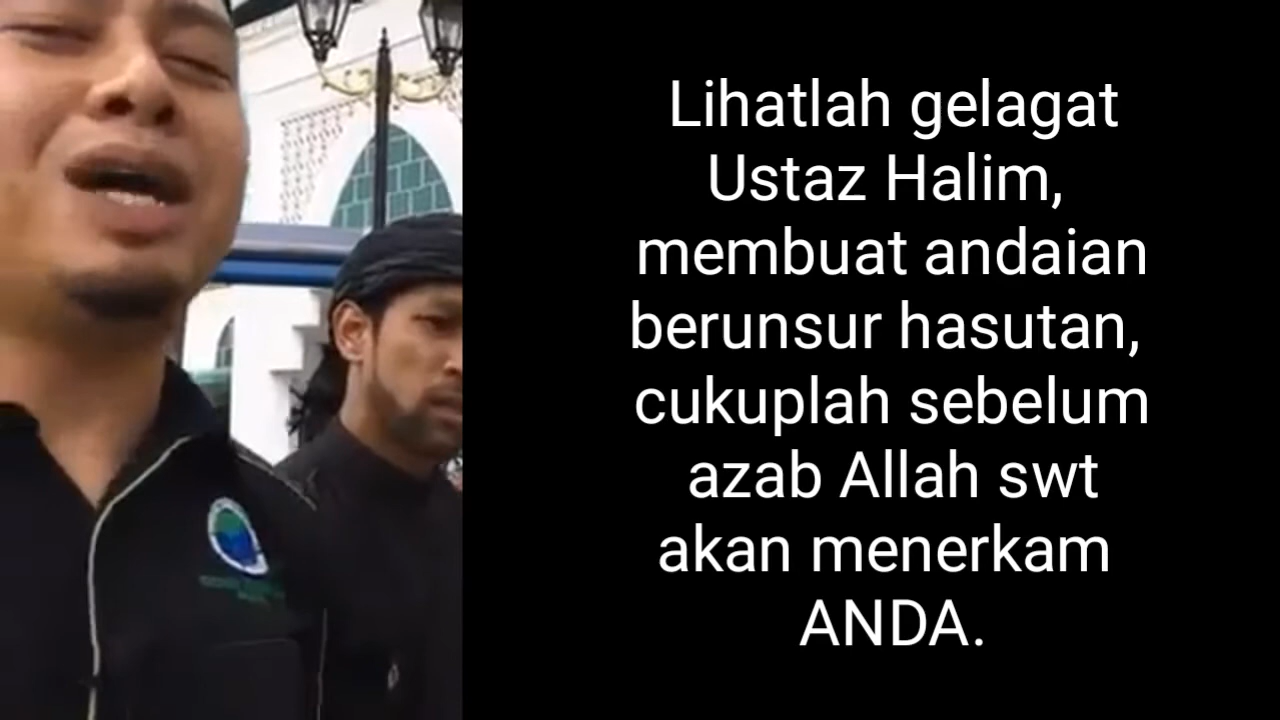 Lihatlah gelagat
Ustaz Halim,
membuat andaian
berunsur hasutan,
cukuplah sebelum
azab Allah swt
akan menerkam
ANDA.